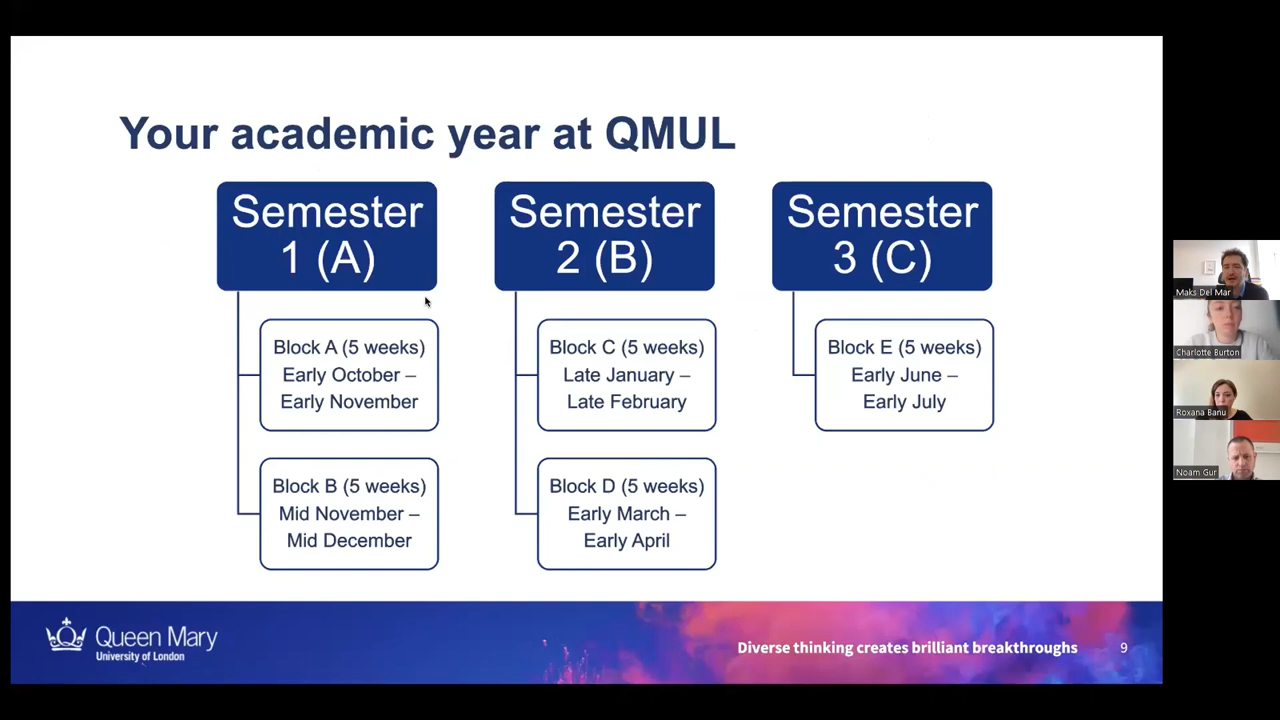 Your academic year at QMUL
Semester
1 (A)
Block A (5 weeks)
Early October –
Early November
Block B (5 weeks)
Mid November –
Mid December
Semester
2 (B)
Block C (5 weeks)
Late January –
Late February
Block D (5 weeks)
Early March –
Early April
Semester
3 (C)
Block E (5 weeks)
Early June –
Early July
Queen Mary
University of London
Diverse thinking creates brilliant breakthroughs
9
Maks Del Mar
Charlotte Burton
Roxana Banu
Noam Gur